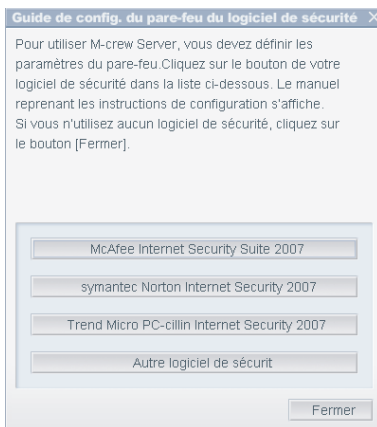 Guide de config. du pare-feu du logiciel de sécurité X
Pour utiliser M-crew Server, vous devez définir les
paramètres du pare-feu.Cliquez sur le bouton de votre
logiciel de sécurité dans la liste ci-dessous. Le manuel
reprenant les instructions de configuration s'affiche.
Si vous n'utilisez aucun logiciel de sécurité, cliquez sur
le bouton [Fermer].
McAfee Internet Security Suite 2007
symantec Norton Internet Security 2007
Trend Micro PC-cillin Internet Security 2007
Autre logiciel de sécurit
Fermer